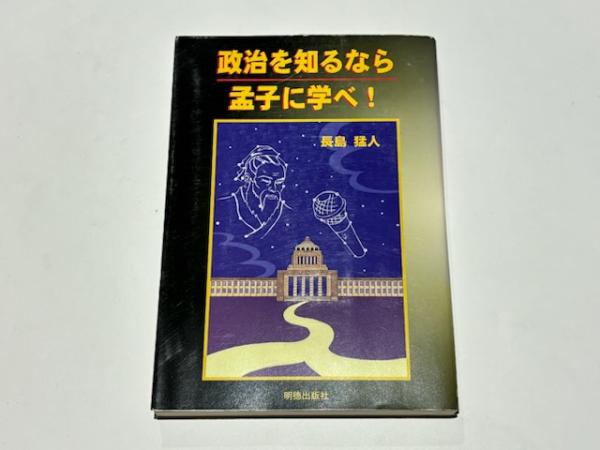 政治を知るなら
孟子に学べ！
長島 猛人
明德出版社